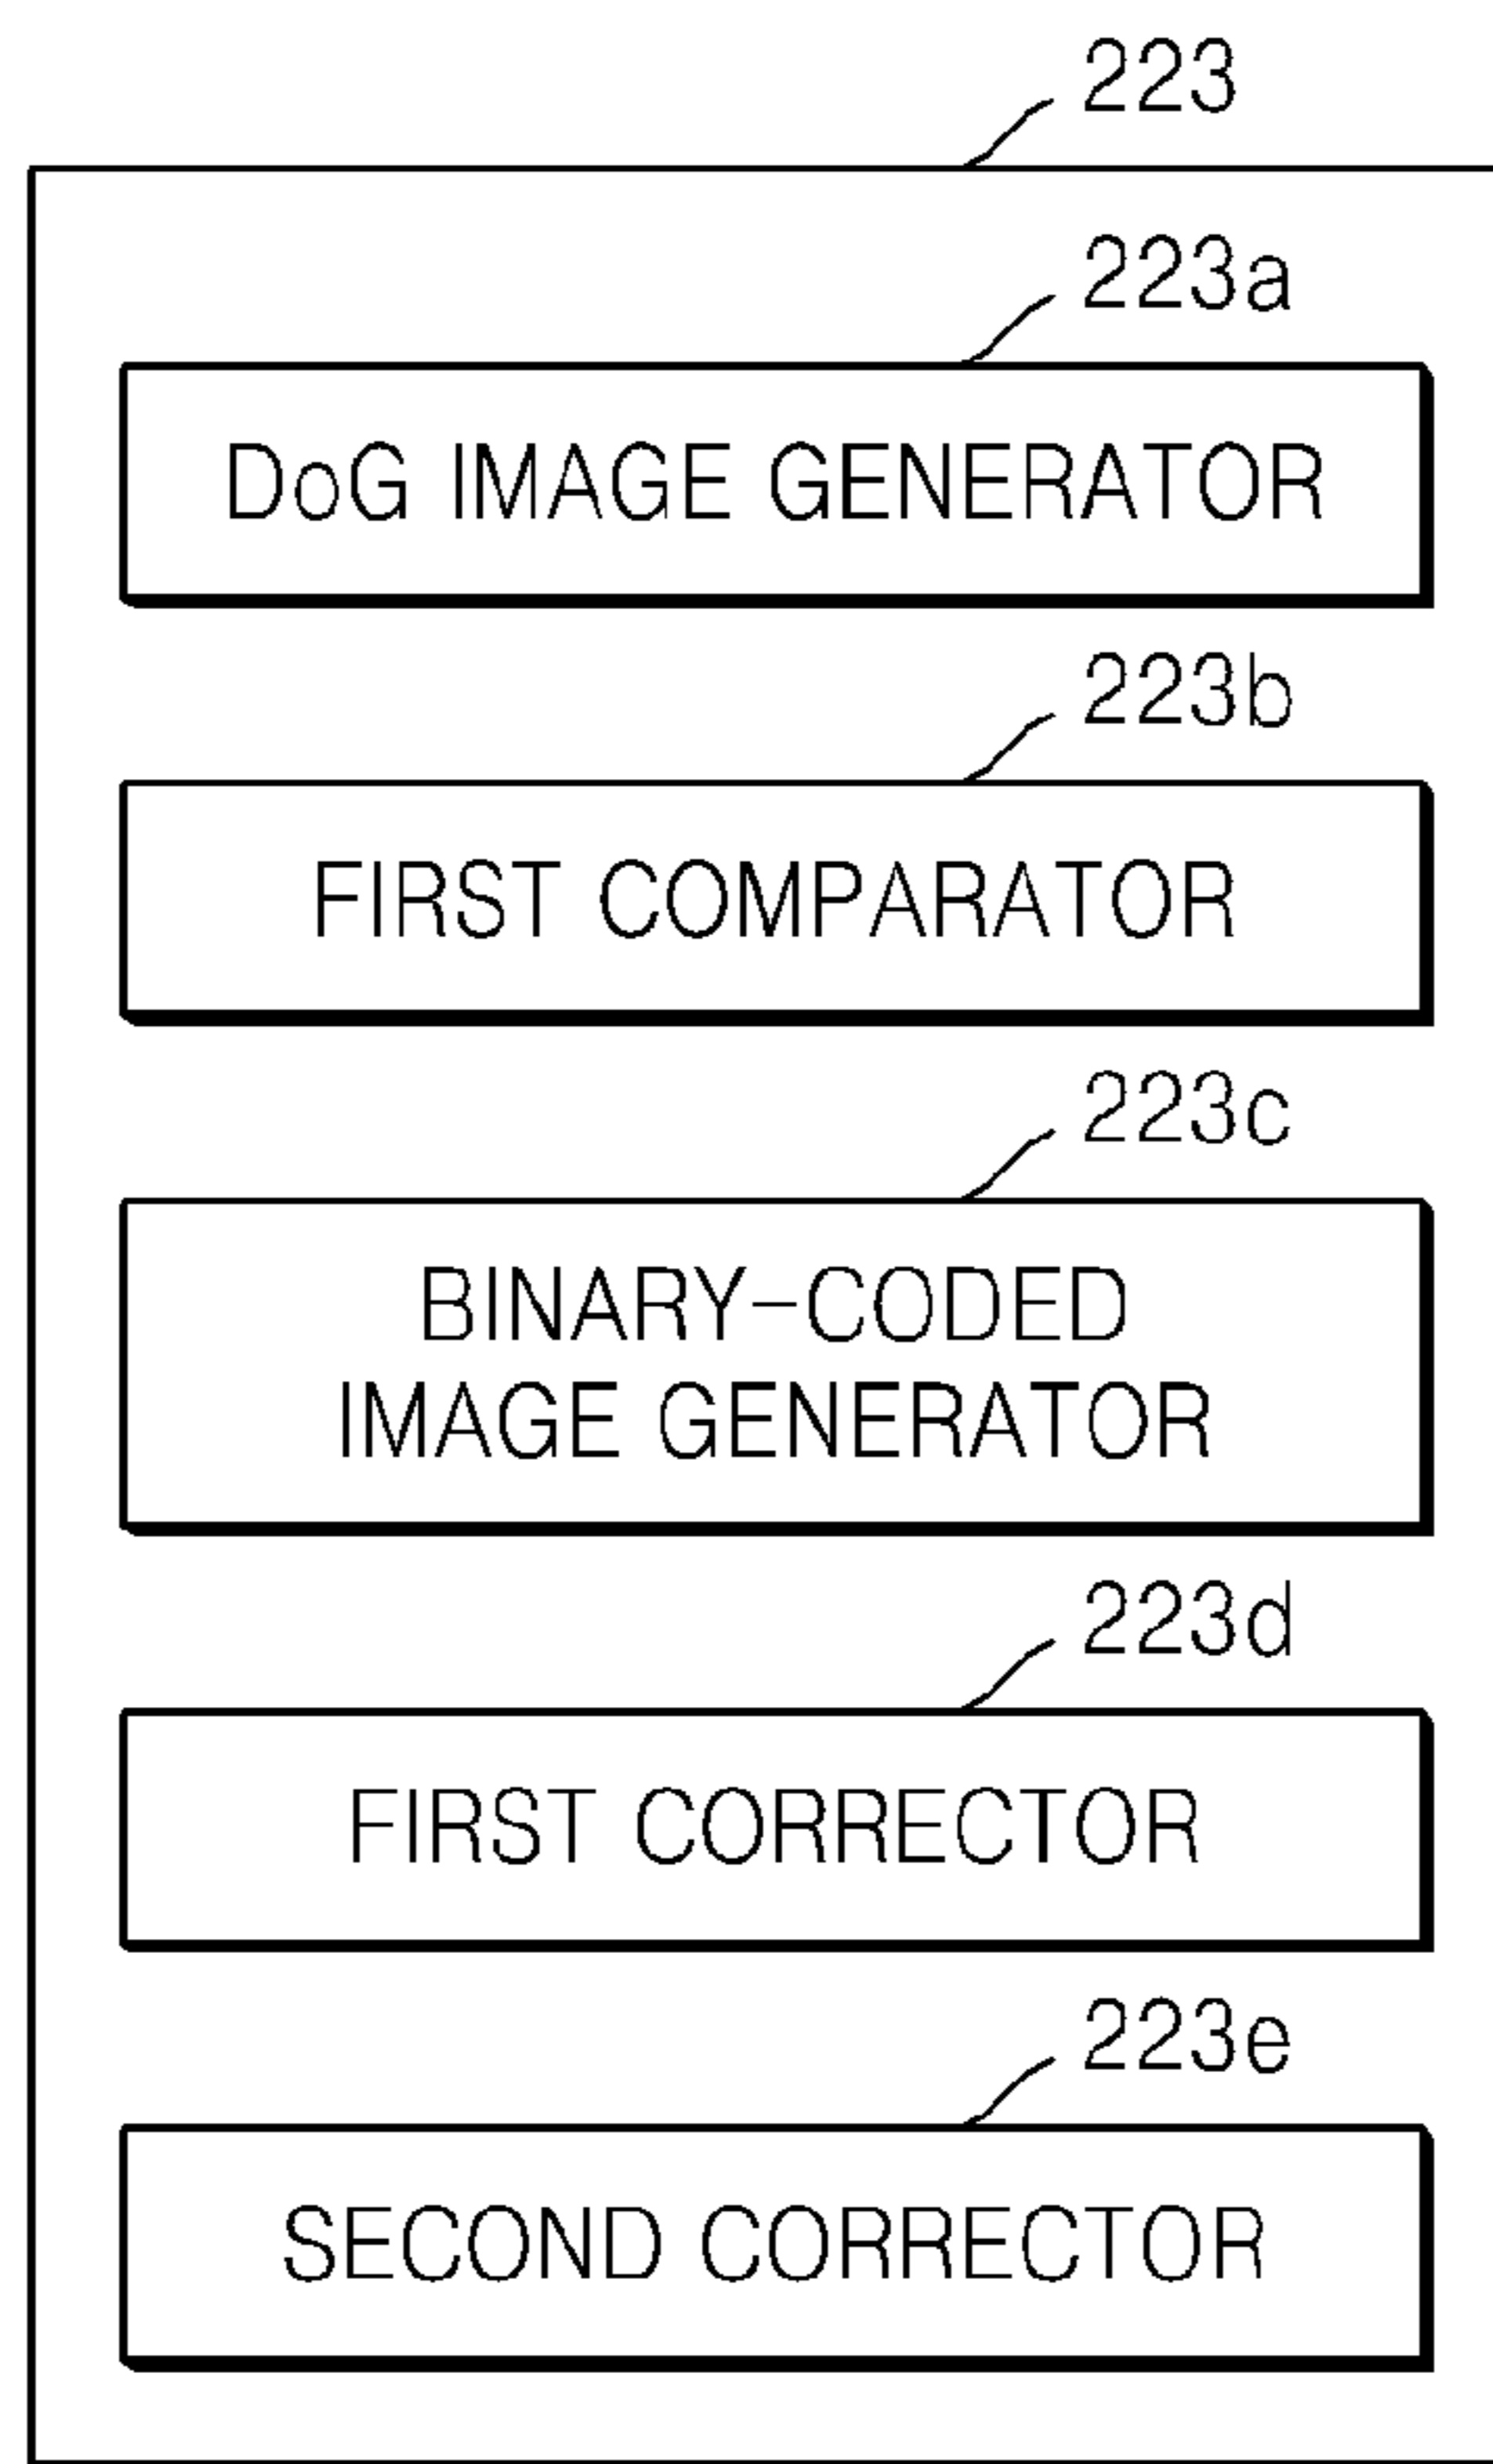 223
223a
DoG IMAGE GENERATOR
223b
FIRST COMPARATOR
223c
BINARY-CODED
IMAGE GENERATOR
223d
FIRST CORRECTOR
223e
SECOND CORRECTOR